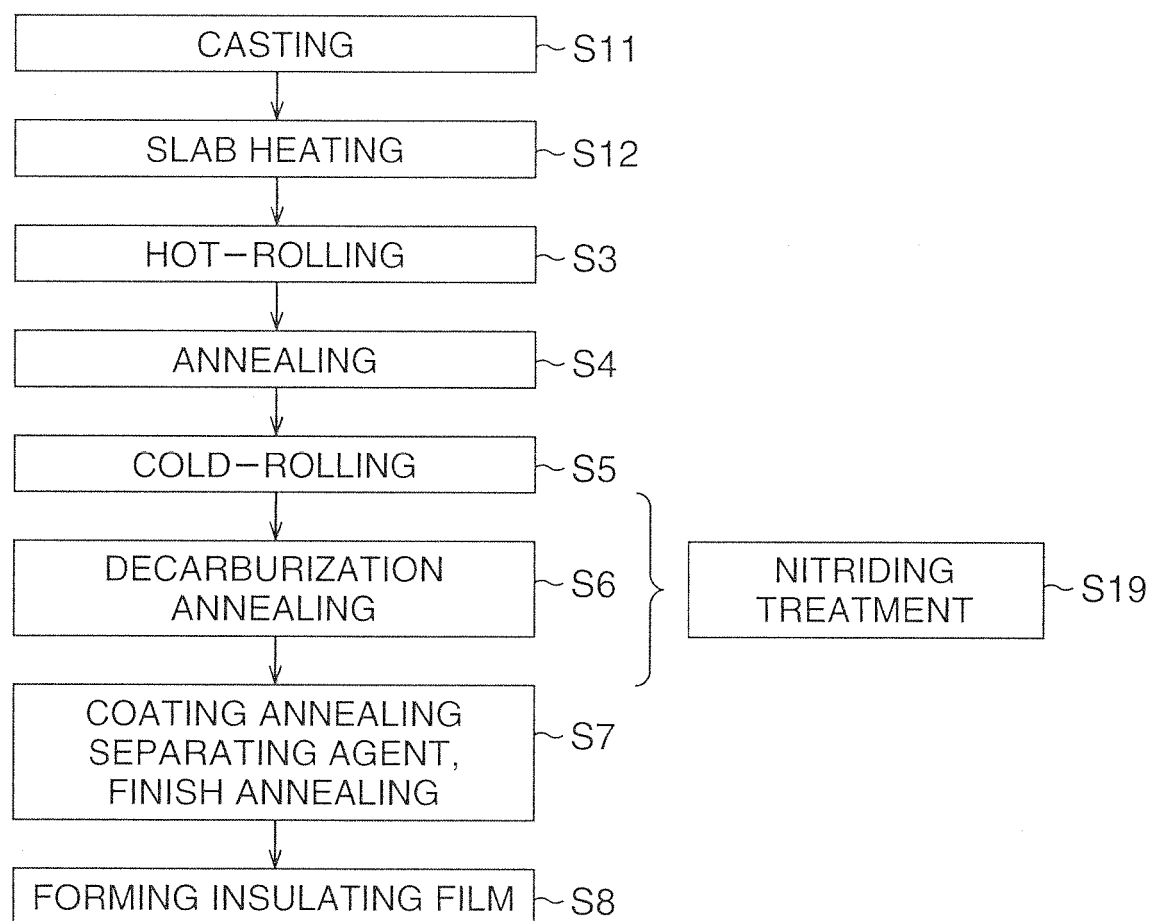 CASTING
S11
SLAB HEATING
S12
HOT-ROLLING
S3
ANNEALING
S4
COLD-ROLLING
S5
DECARBURIZATION
ANNEALING
S6
NITRIDING
TREATMENT
S19
COATING ANNEALING
SEPARATING AGENT,
FINISH ANNEALING
S7
FORMING INSULATING FILM
S8